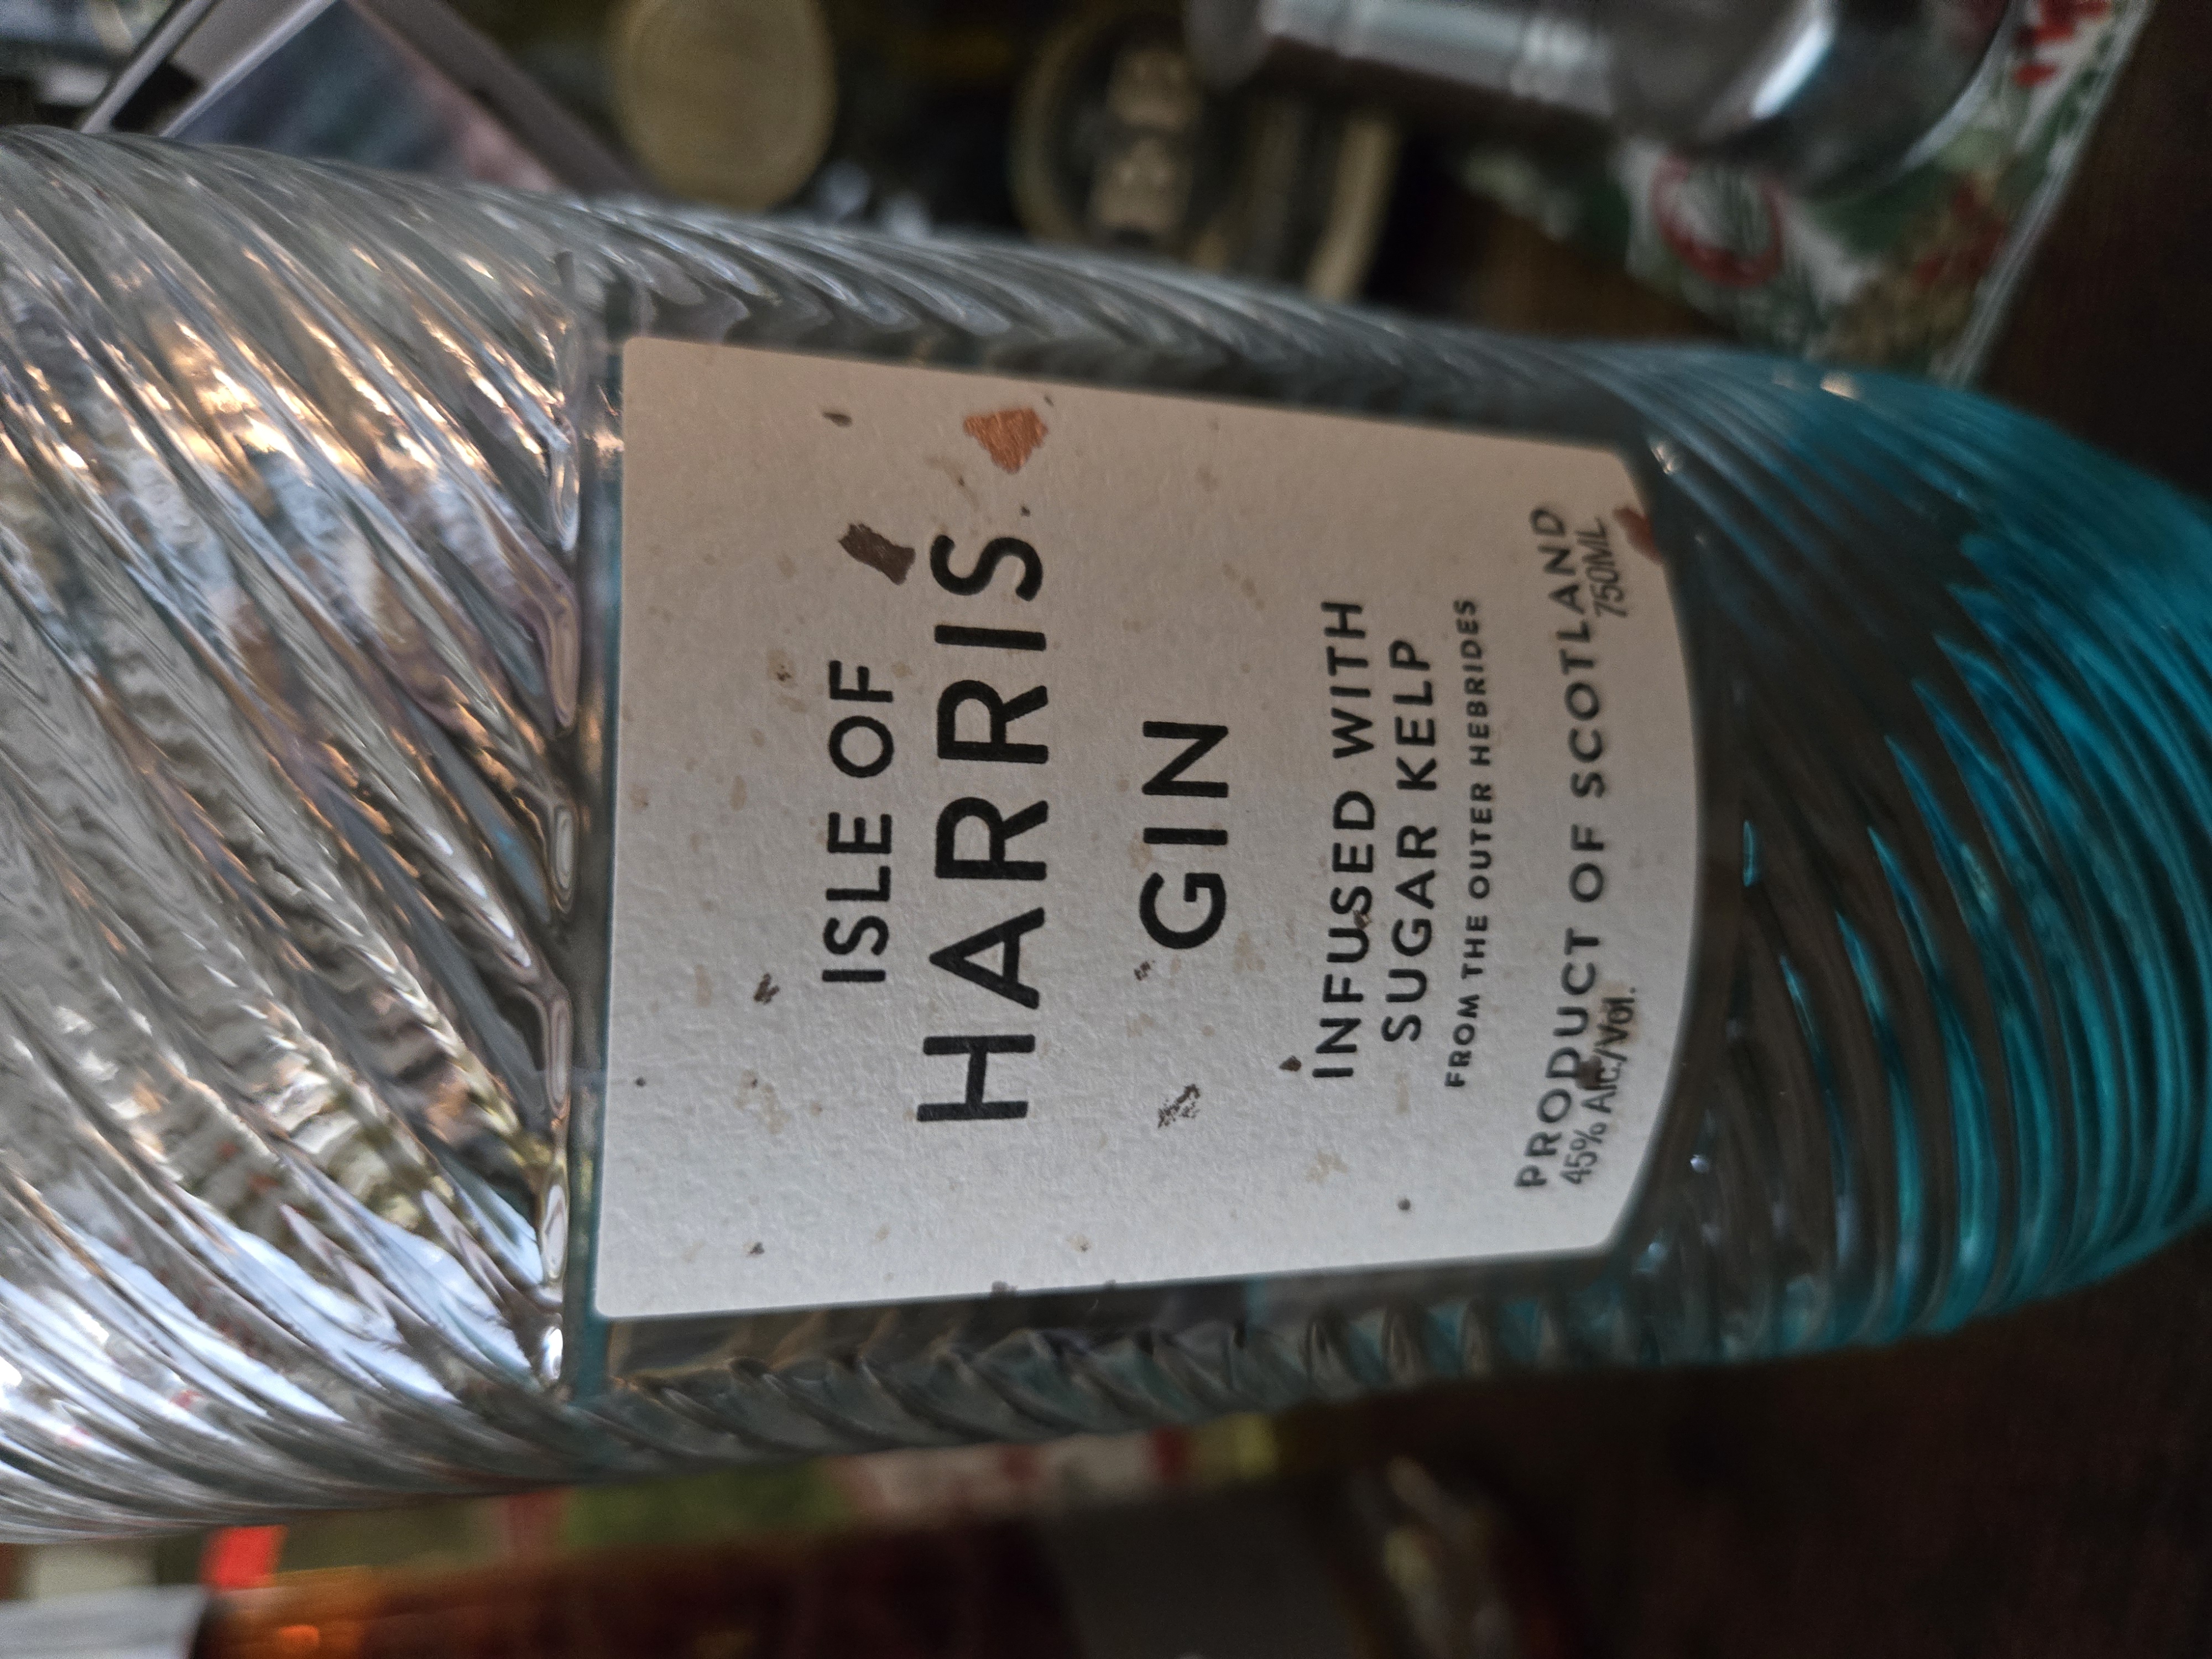 ISLE OF
HARRIS
GIN
INFUSED WITH
SUGAR KELP
FROM THE OUTER HEBRIDES
PRODUCT OF SCOTLAND
45% Alc/Vol. 750ML